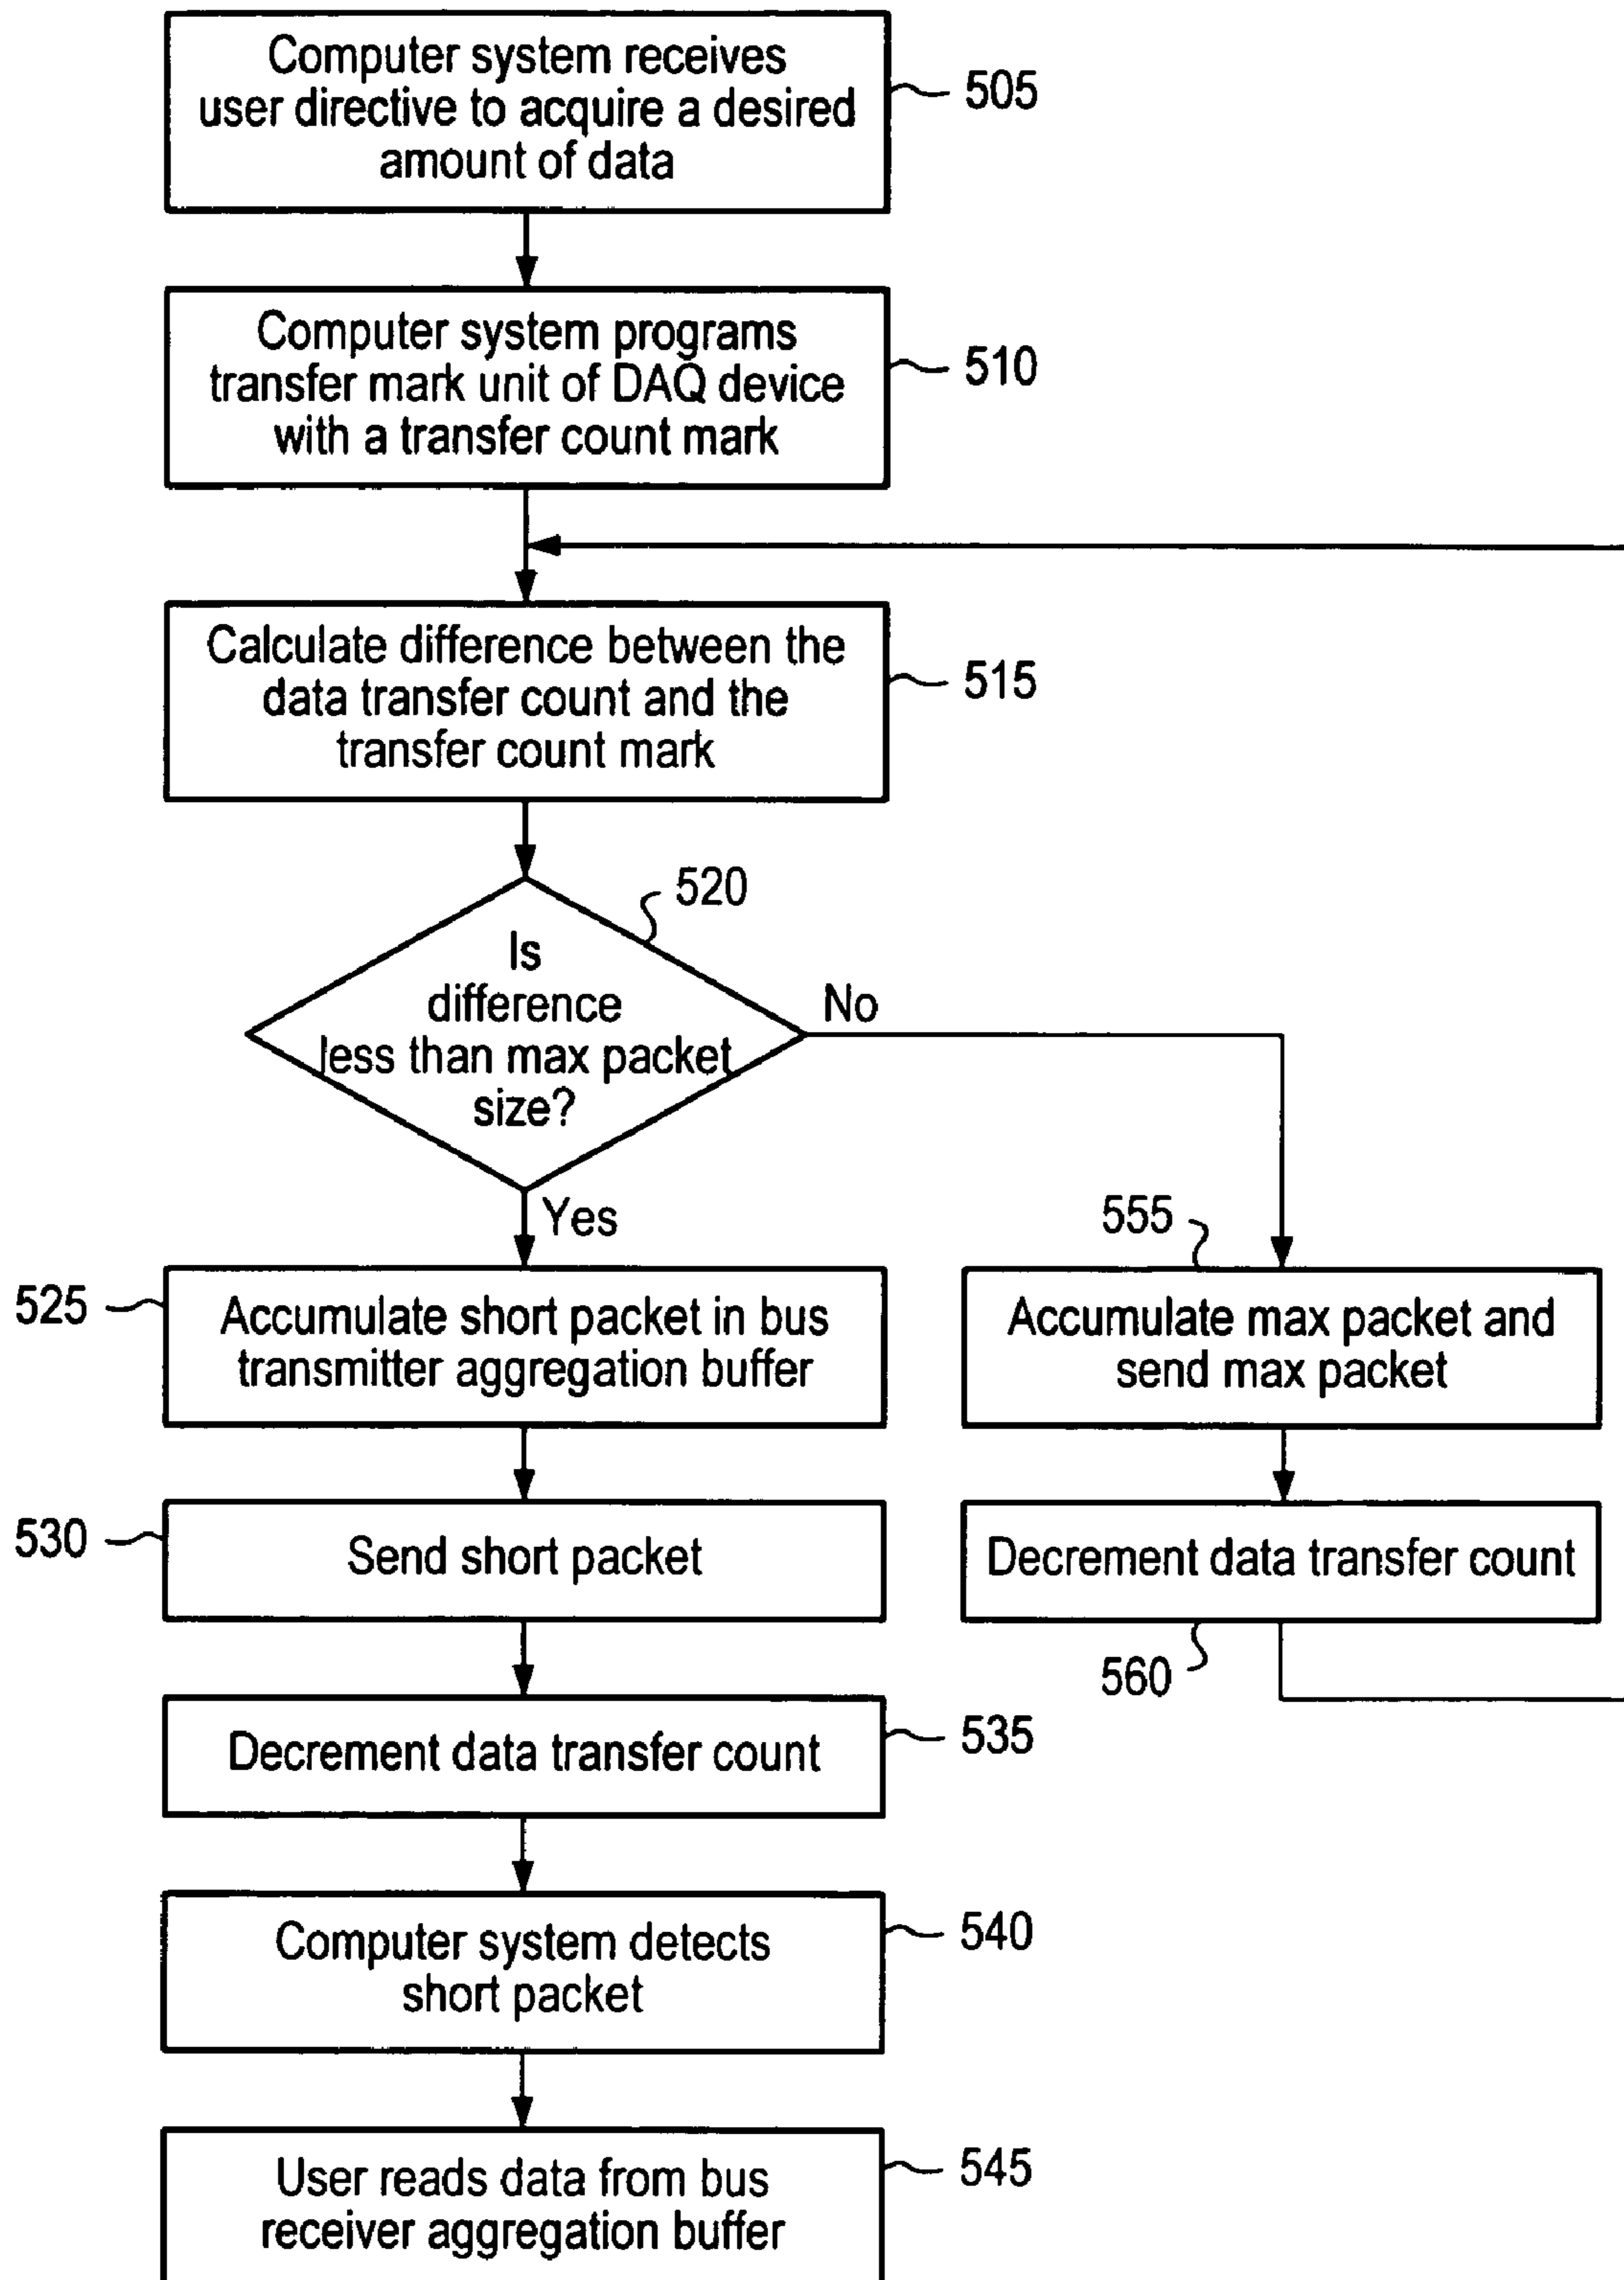 Computer system receives
user directive to acquire a desired
amount of data
505
Computer system programs
transfer mark unit of DAQ device
with a transfer count mark
510
Calculate difference between the
data transfer count and the
transfer count mark
515
520
Is
difference
less than max packet
size?
No
Yes
525
Accumulate short packet in bus
transmitter aggregation buffer
555
Accumulate max packet and
send max packet
530
Send short packet
Decrement data transfer count
560
Decrement data transfer count
535
Computer system detects
short packet
540
User reads data from bus
receiver aggregation buffer
545